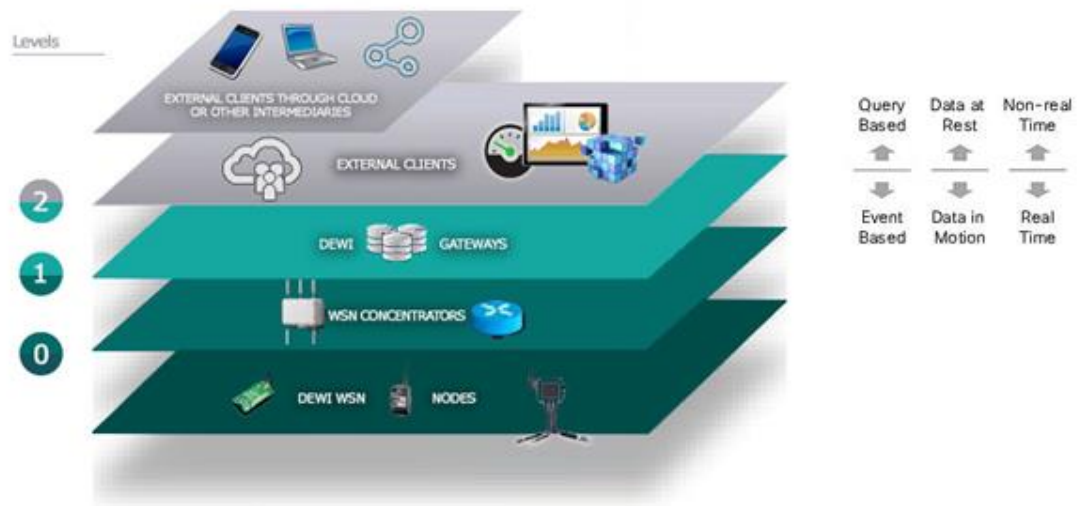 Levels
EXTERNAL CLIENTS THROUGH CLOUD
OR OTHER INTERMEDIARIES
EXTERNAL CLIENTS
2
DEWI GATEWAYS
1
WSN CONCENTRATORS
0
DEWI WSN NODES
Query Based
Data at Rest
Non-real Time
Event Based
Data in Motion
Real Time